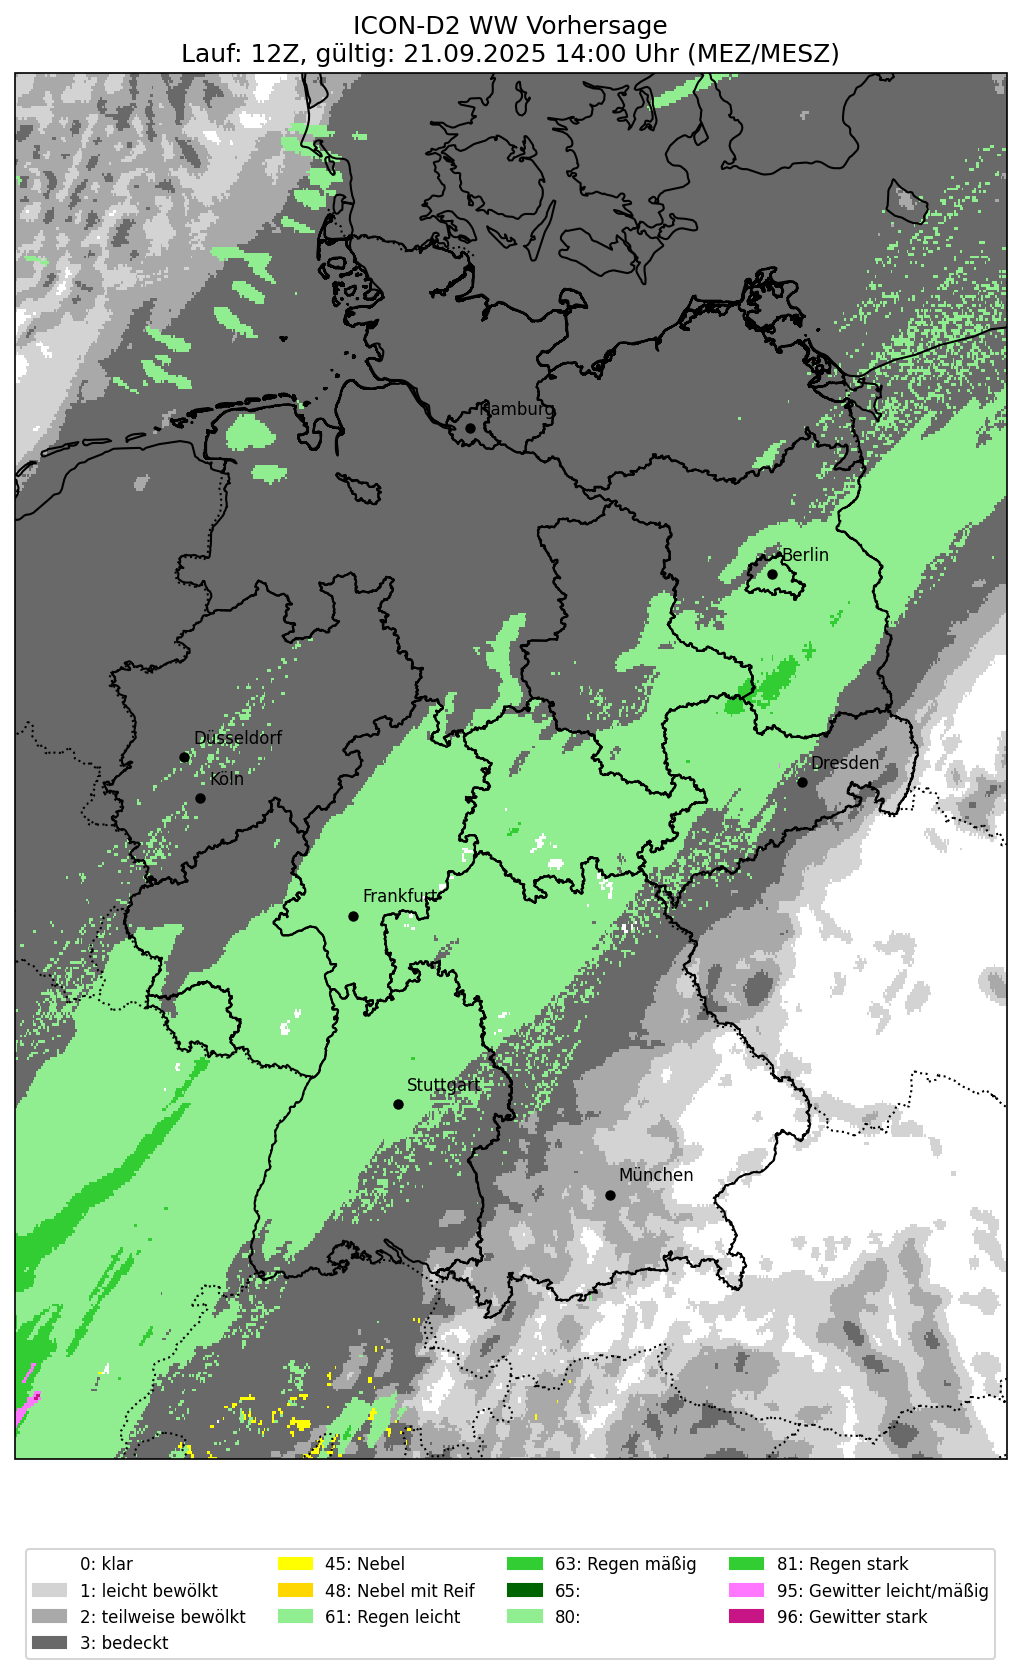 ICON-D2 WW Vorhersage
Lauf: 12Z, gültig: 21.09.2025 14:00 Uhr (MEZ/MESZ)
Hamburg
Berlin
Düsseldorf
Dresden
Köln
Frankfurt
Stuttgart
München
0: klar
1: leicht bewölkt
2: teilweise bewölkt
3: bedeckt
45: Nebel
48: Nebel mit Reif
61: Regen leicht
63: Regen mäßig
65:
80:
81: Regen stark
95: Gewitter leicht/mäßig
96: Gewitter stark